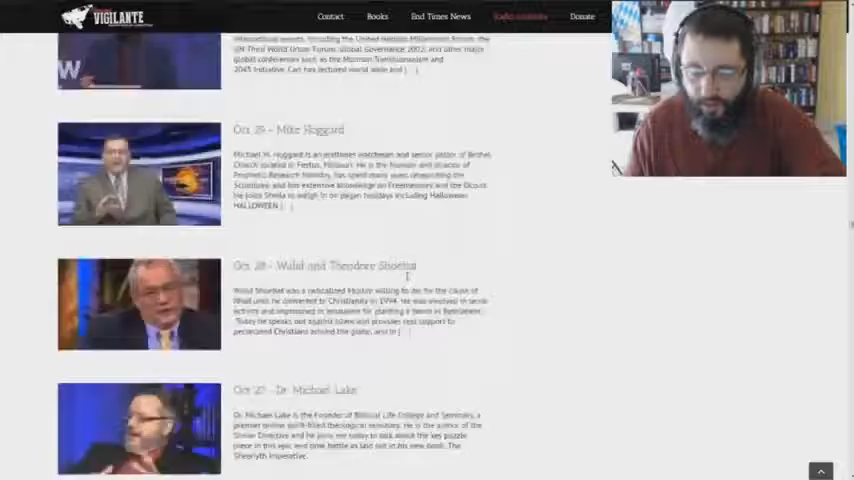 VIGILANTE
Contact Books End Times News Radio Donate
international events, including the United Nations Millennium Forum, the
UN Third World Urban Forum, Global Governance 2002, and other major
global conferences such as the Mormon Transhumanism and
2045 Initiative. Carl has lectured world wide and [...]
Oct 29 - Mike Hoggard
Michael W. Hoggard is an end-time watchman and senior pastor of Bethel
Church located in Festus, Missouri. He is the founder and director of
Prophetic Research Ministry, has spent many years researching the
Scriptures and has extensive knowledge on Freemasonry and the Occult.
He joins Sheila to weigh in on pagan holidays including Halloween
HALLOWEEN [...]
Oct 28 - Walid and Theodore Shoebat
Walid Shoebat was a radicalized Muslim willing to die for the cause of
Jihad until he converted to Christianity in 1994. He was involved in terror
activity and imprisoned in Jerusalem for planting a bomb in Bethlehem.
Today he speaks out against Islam and provides real support to
persecuted Christians around the globe, and in [...]
Oct 27 - Dr. Michael Lake
Dr. Michael Lake is the Founder of Biblical Life College and Seminary, a
premier online spirit-filled theological seminary. He is the author of the
Shinar Directive and he joins me today to talk about the key puzzle
piece in this epic end time battle as laid out in his new book, The
Sheeriyth Imperative.